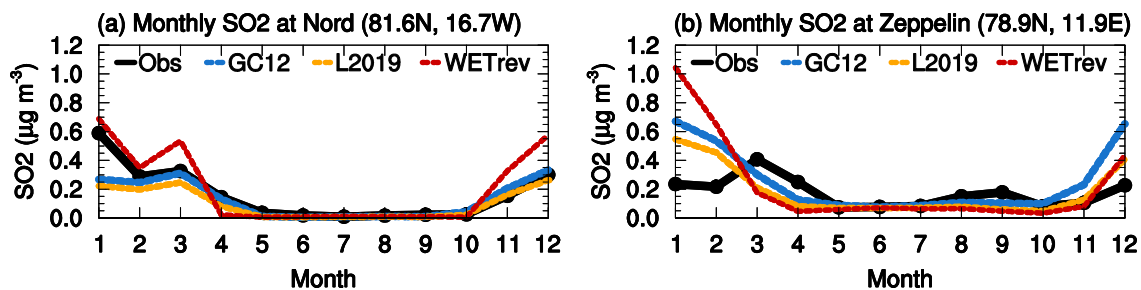 (a) Monthly SO2 at Nord (81.6N, 16.7W)
SO2 (µg m-3)
1.2
1.0
0.8
0.6
0.4
0.2
0.0
Obs GC12 L2019 WETrev
1 2 3 4 5 6 7 8 9 10 11 12
Month
(b) Monthly SO2 at Zeppelin (78.9N, 11.9E)
SO2 (µg m-3)
1.2
1.0
0.8
0.6
0.4
0.2
0.0
Obs GC12 L2019 WETrev
1 2 3 4 5 6 7 8 9 10 11 12
Month